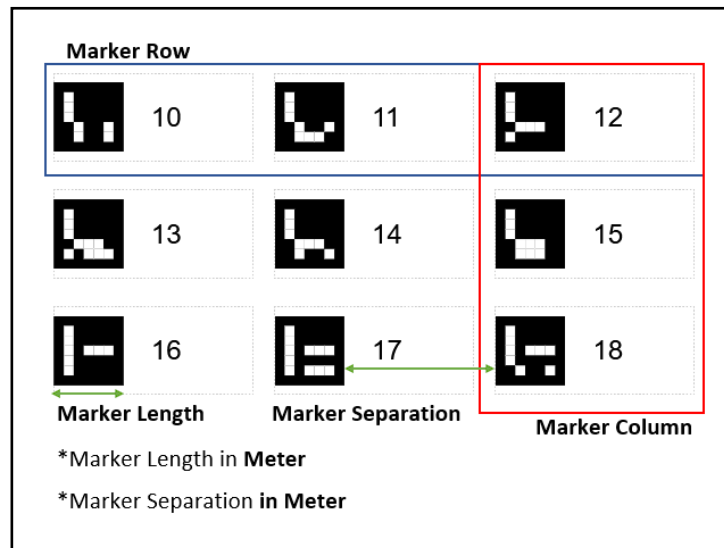 Marker Row
10 11 12
13 14 15
16 17 18
Marker Length Marker Separation Marker Column
*Marker Length in Meter
*Marker Separation in Meter